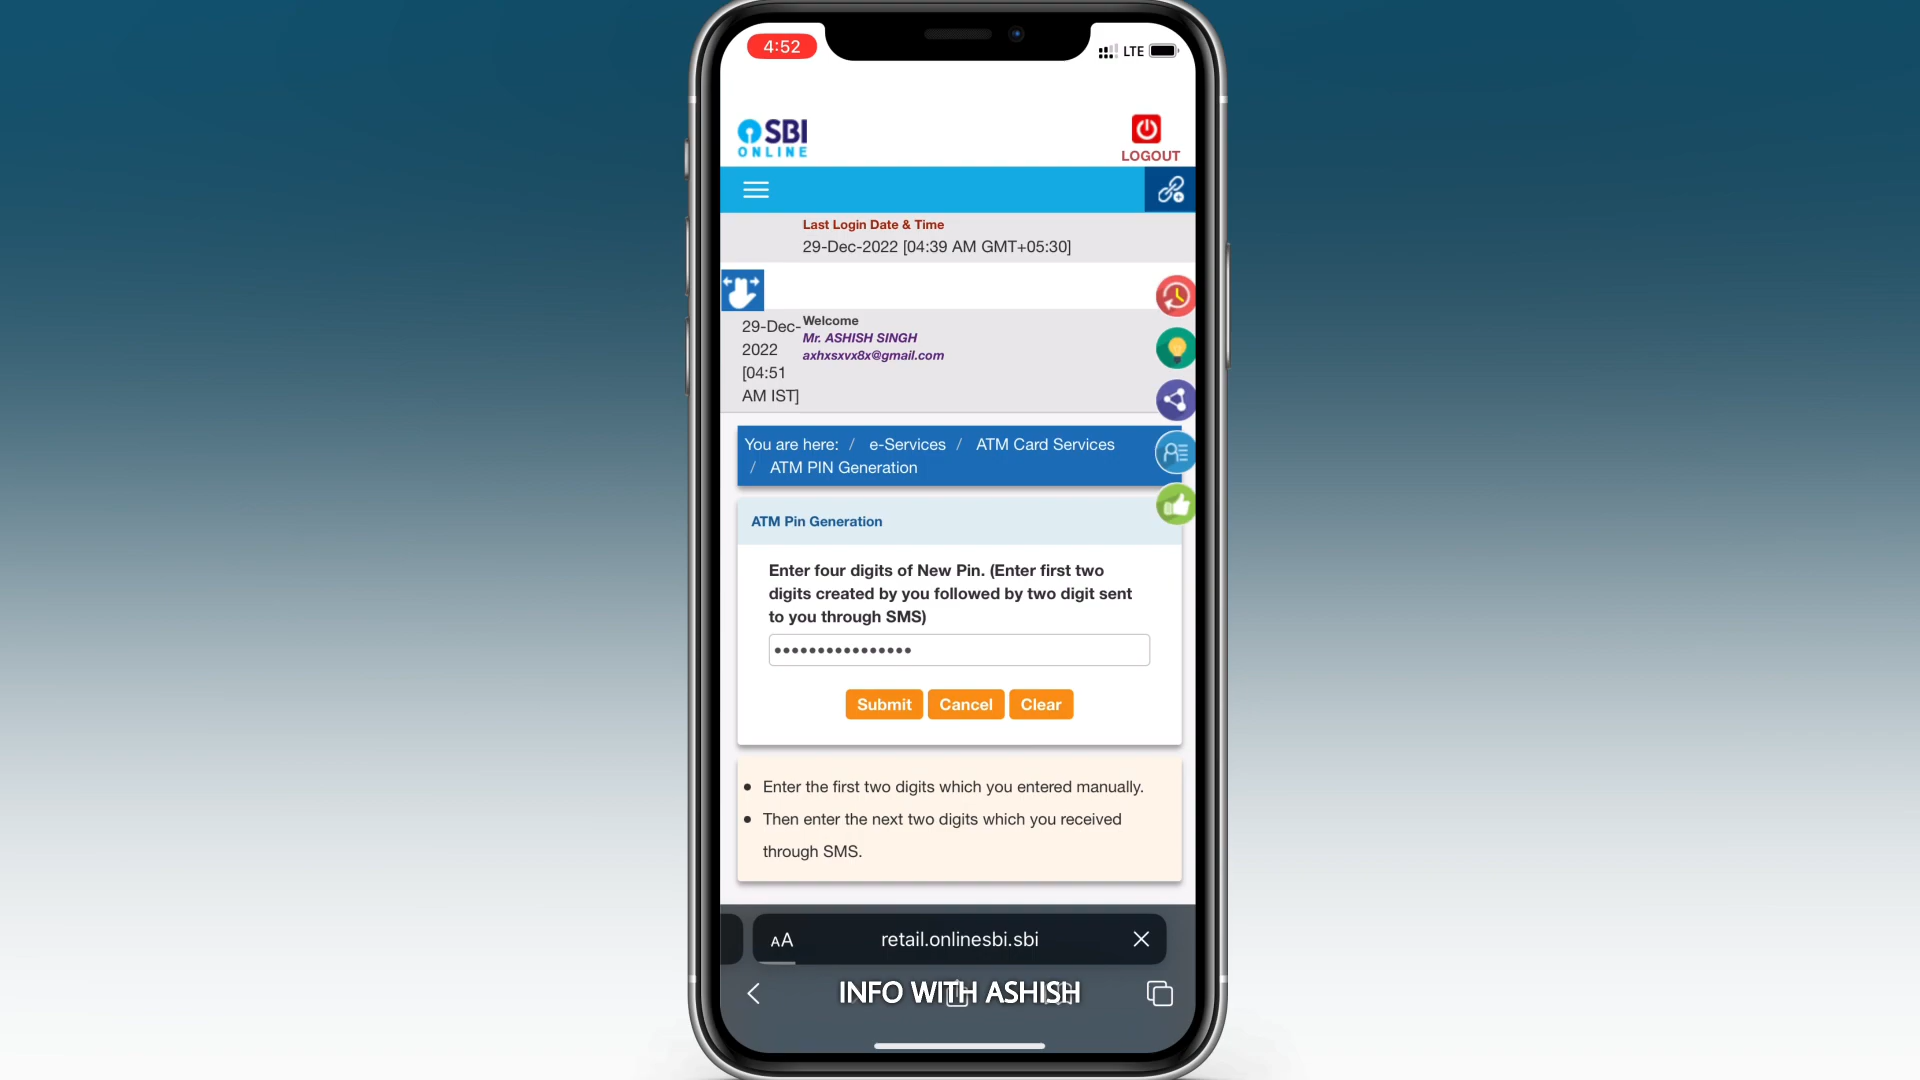 4:52
LTE
SBI
ONLINE
LOGOUT
Last Login Date & Time
29-Dec-2022 [04:39 AM GMT+05:30]
29-Dec-
2022
[04:51
AM IST]
Welcome
Mr. ASHISH SINGH
axhxsxvx8x@gmail.com
You are here: / e-Services / ATM Card Services
/ ATM PIN Generation
ATM Pin Generation
Enter four digits of New Pin. (Enter first two
digits created by you followed by two digit sent
to you through SMS)
••••••••••••••••
Submit Cancel Clear
• Enter the first two digits which you entered manually.
• Then enter the next two digits which you received
through SMS.
AA retail.onlinesbi.sbi
INFO WITH ASHISH